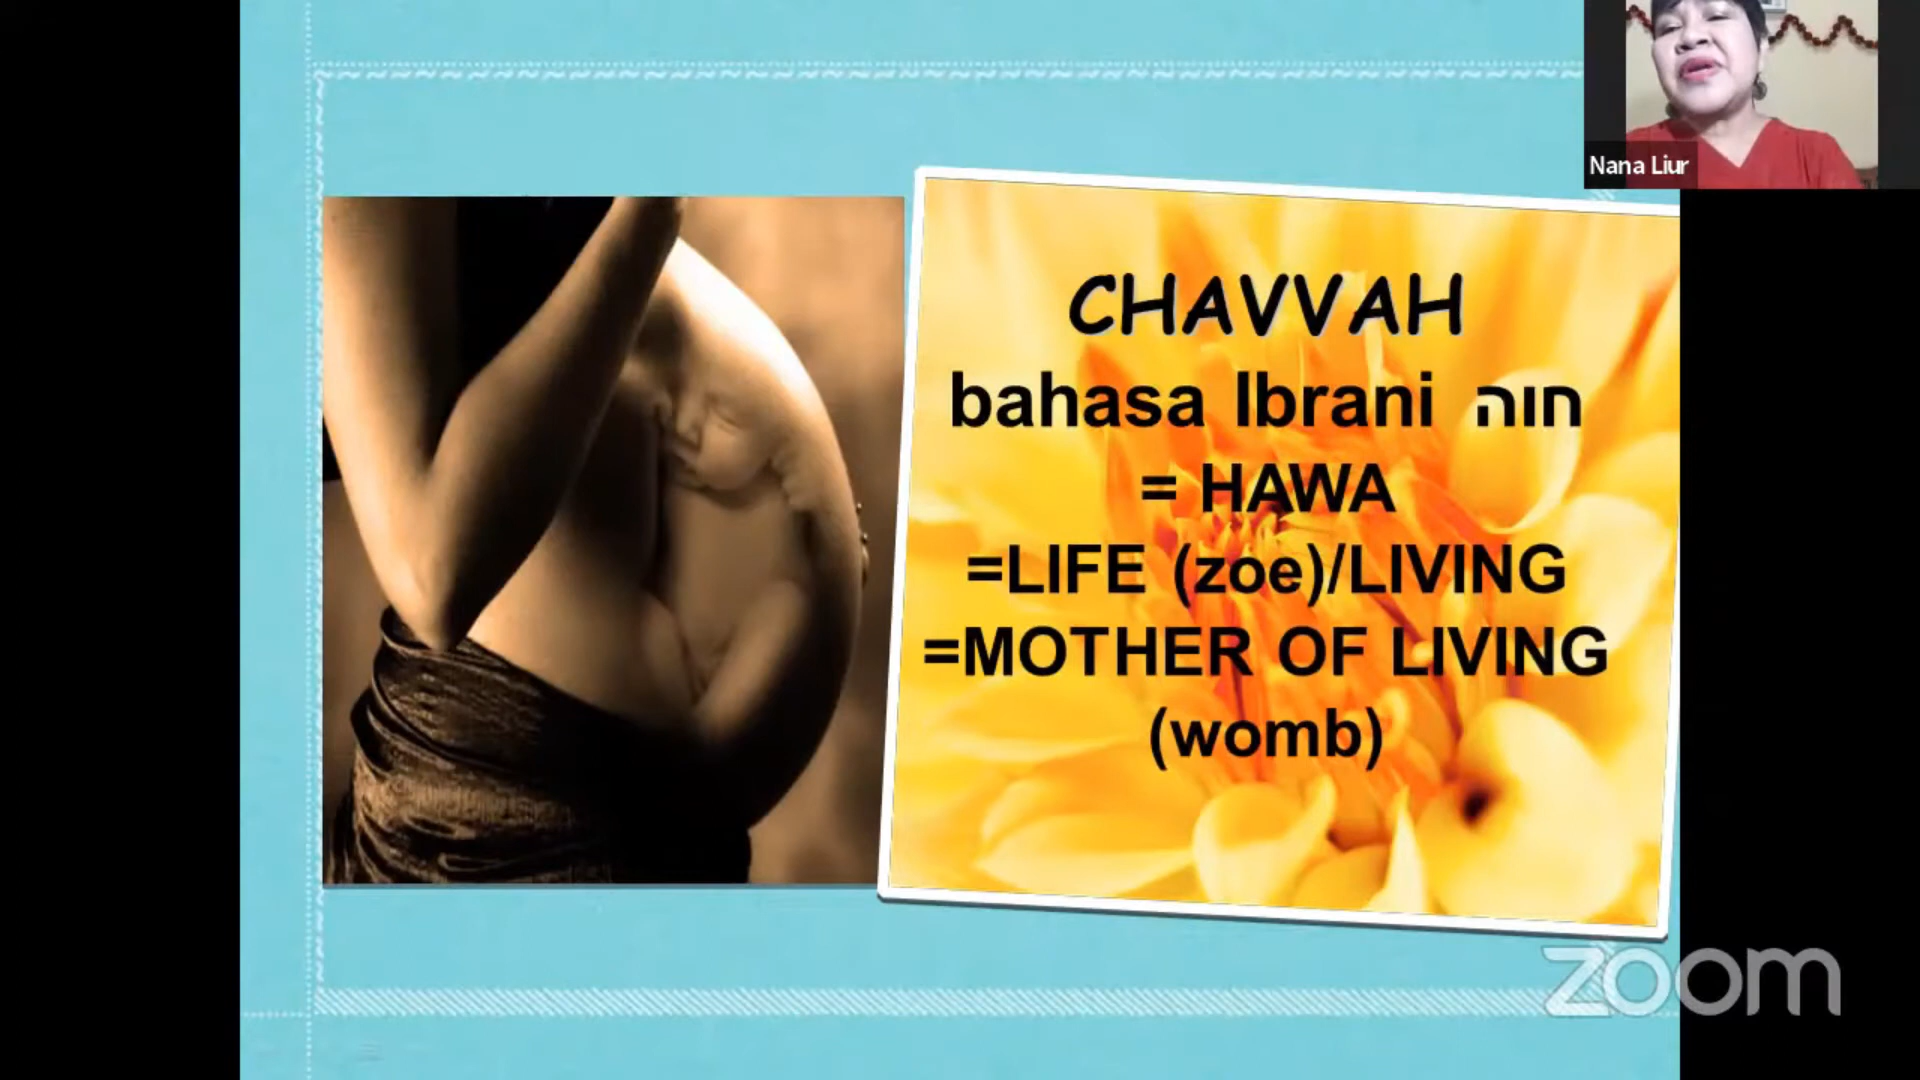 Nana Liur
CHAVVAH
bahasa Ibrani חוה
= HAWA
=LIFE (zoe)/LIVING
=MOTHER OF LIVING
(womb)
zoom